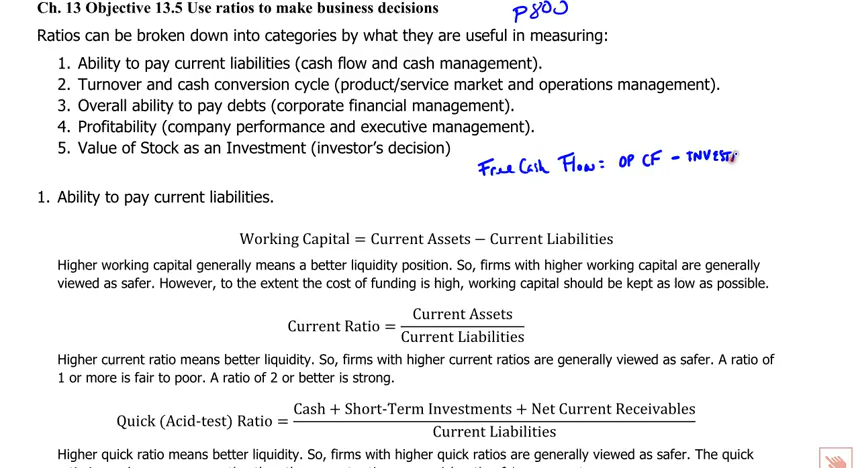 Ch. 13 Objective 13.5 Use ratios to make business decisions
Ratios can be broken down into categories by what they are useful in measuring:
1. Ability to pay current liabilities (cash flow and cash management).
2. Turnover and cash conversion cycle (product/service market and operations management).
3. Overall ability to pay debts (corporate financial management).
4. Profitability (company performance and executive management).
5. Value of Stock as an Investment (investor's decision)
Free Cash Flow: OP CF -
1. Ability to pay current liabilities.
Working Capital = Current Assets − Current Liabilities
Higher working capital generally means a better liquidity position. So, firms with higher working capital are generally
viewed as safer. However, to the extent the cost of funding is high, working capital should be kept as low as possible.
Current Ratio = Current Assets
Current Liabilities
Higher current ratio means better liquidity. So, firms with higher current ratios are generally viewed as safer. A ratio of
1 or more is fair to poor. A ratio of 2 or better is strong.
Quick (Acid-test) Ratio = Cash + Short-Term Investments + Net Current Receivables
Current Liabilities
Higher quick ratio means better liquidity. So, firms with higher quick ratios are generally viewed as safer. The quick